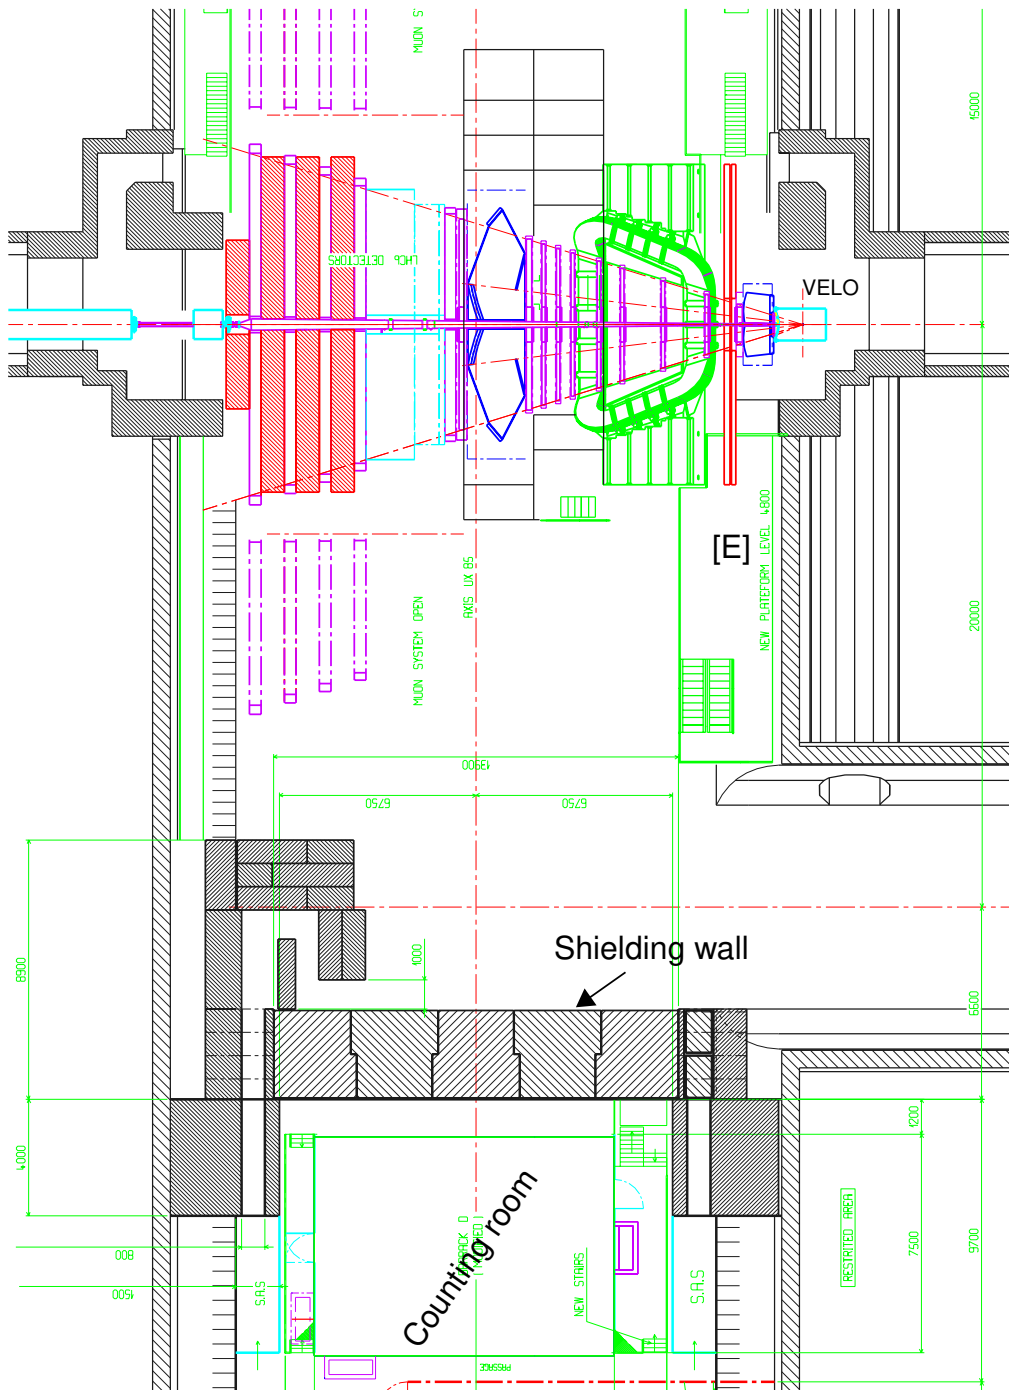 MUON S.
15000
LHCb DETECTORS
VELO
[E]
NEW PLATEFORM LEVEL 4800
AXIS UX 85
MUON SYSTEM OPEN
20000
13500
6750
6750
Shielding wall
1000
8900
6600
4000
1200
Counting room
RESTRITED AREA
7500
9700
800
1500
S.A.S
NEW STAIRS
S.A.S
PASSAGE